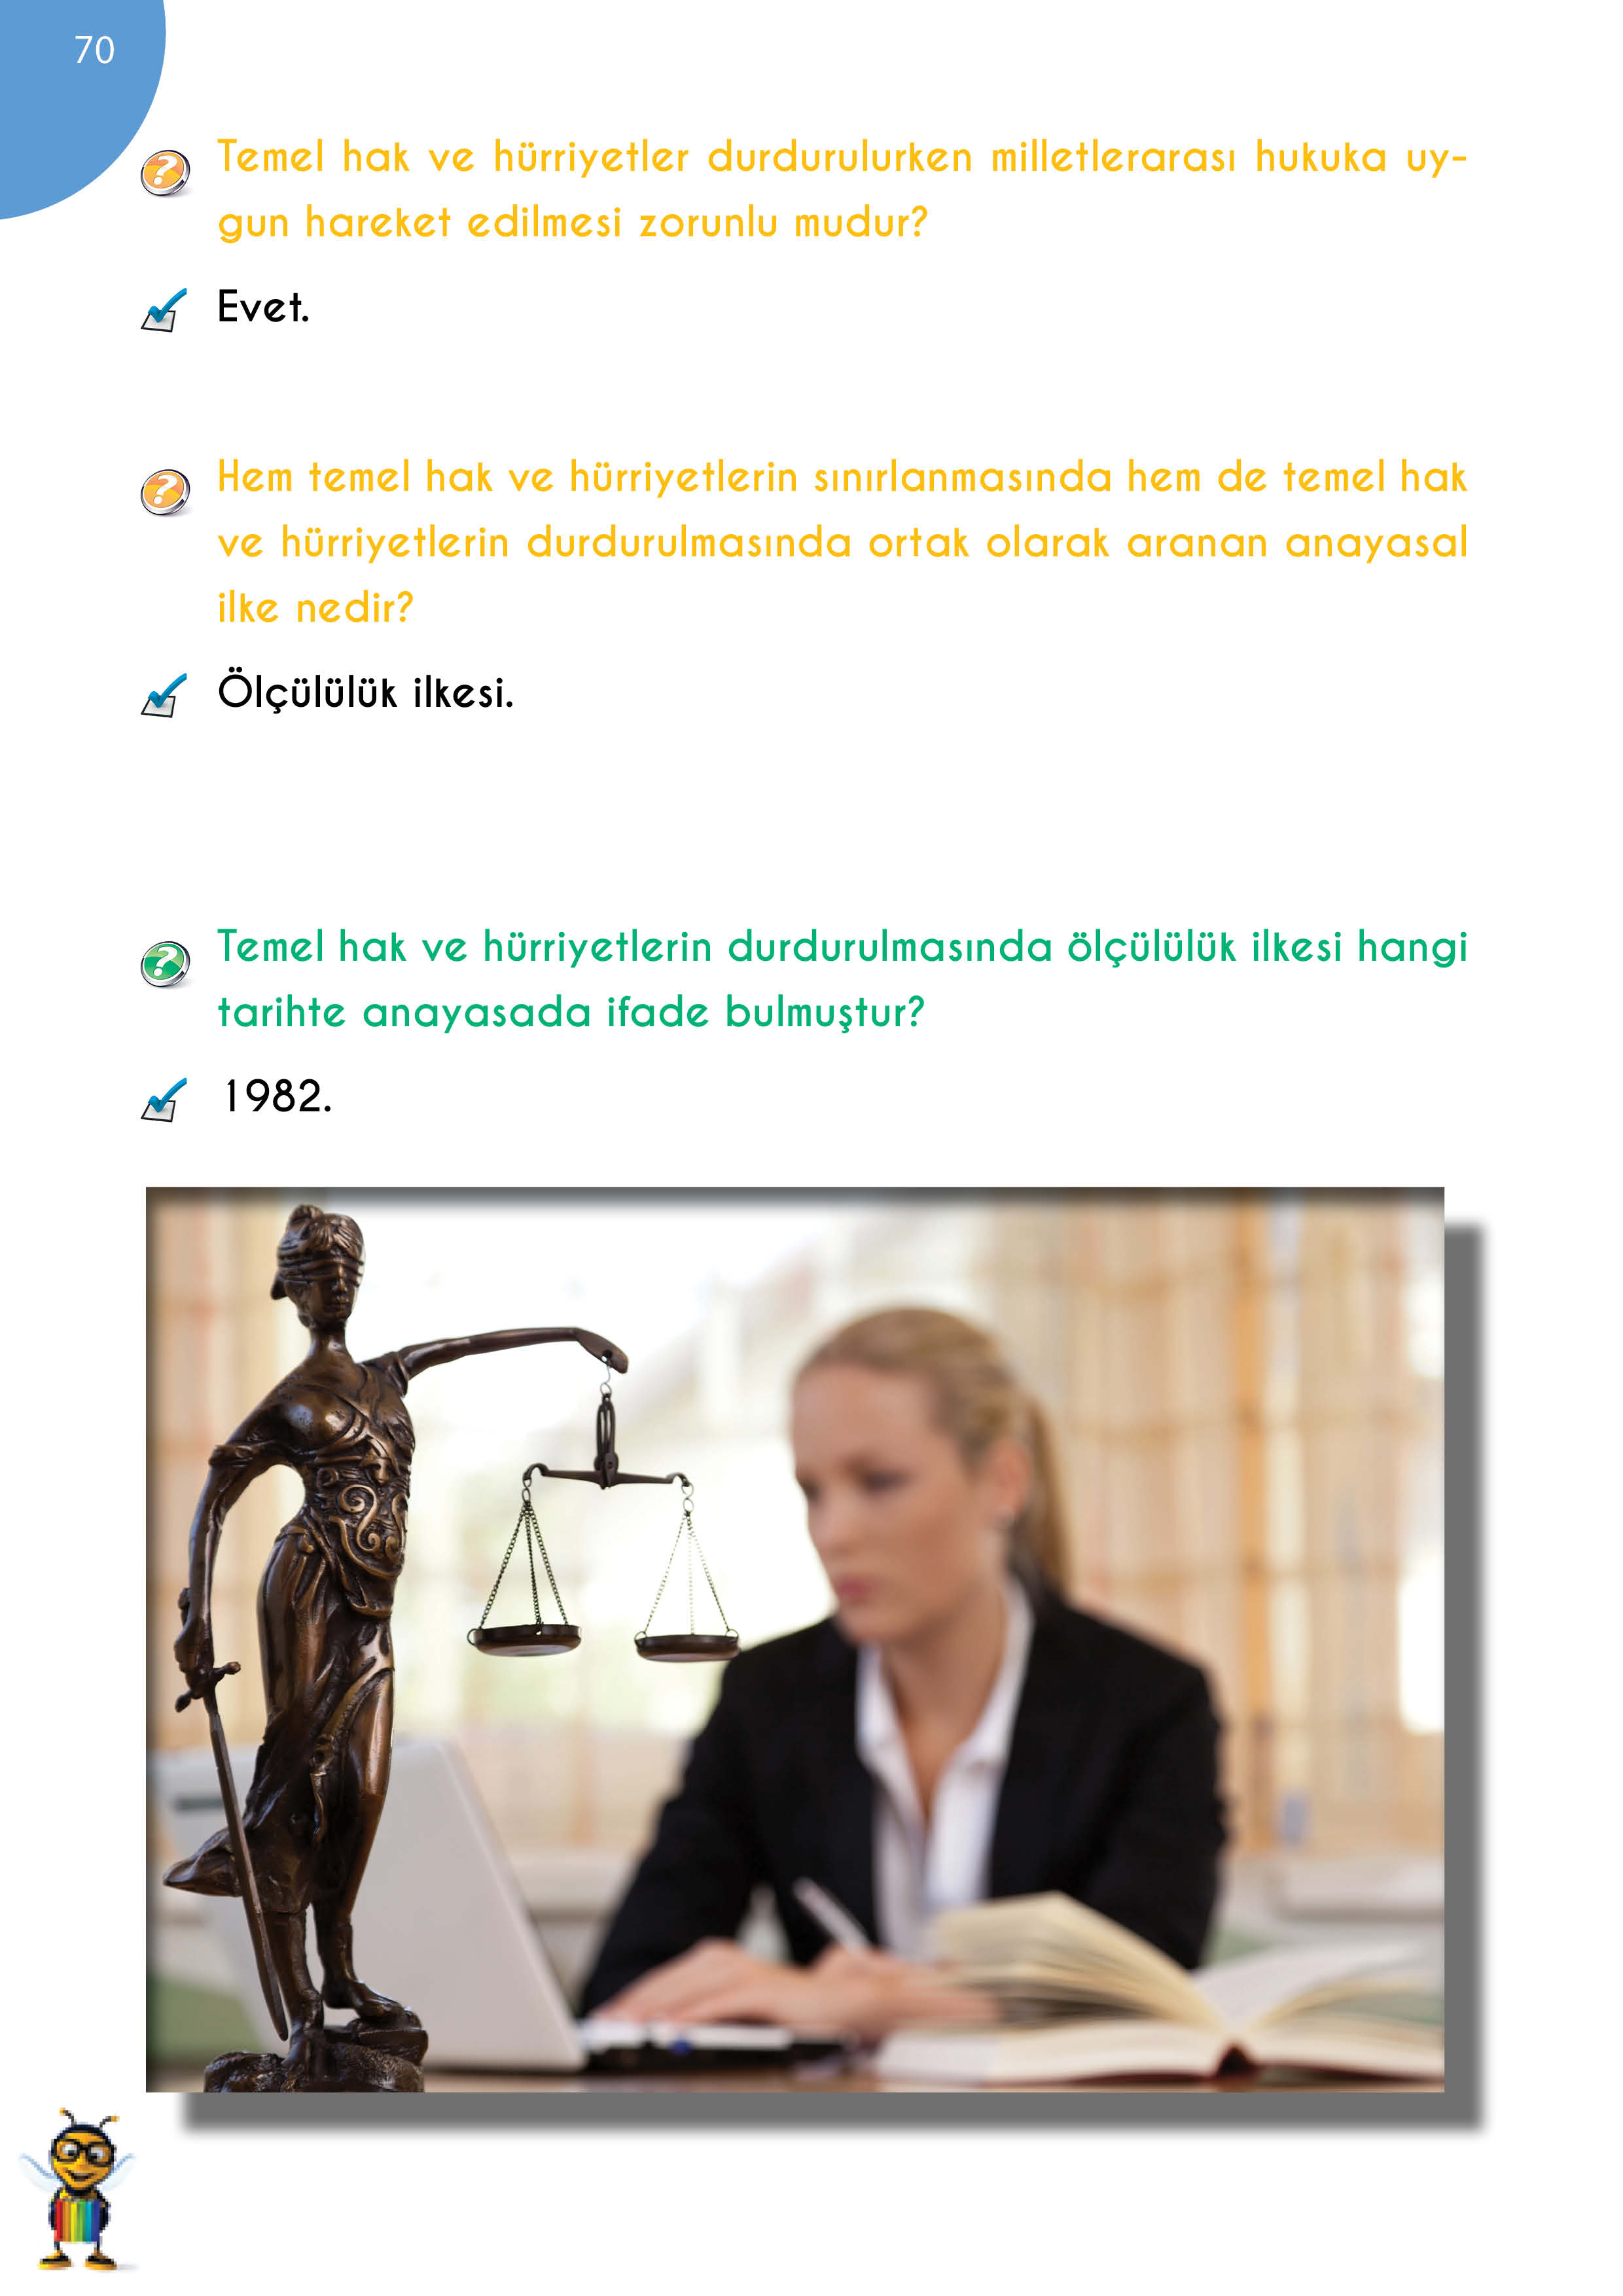 70
Temel hak ve hürriyetler durdurulurken milletlerarası hukuka uy-
gun hareket edilmesi zorunlu mudur?
Evet.
Hem temel hak ve hürriyetlerin sınırlanmasında hem de temel hak
ve hürriyetlerin durdurulmasında ortak olarak aranan anayasal
ilke nedir?
Ölçülülük ilkesi.
Temel hak ve hürriyetlerin durdurulmasında ölçülülük ilkesi hangi
tarihte anayasada ifade bulmuştur?
1982.